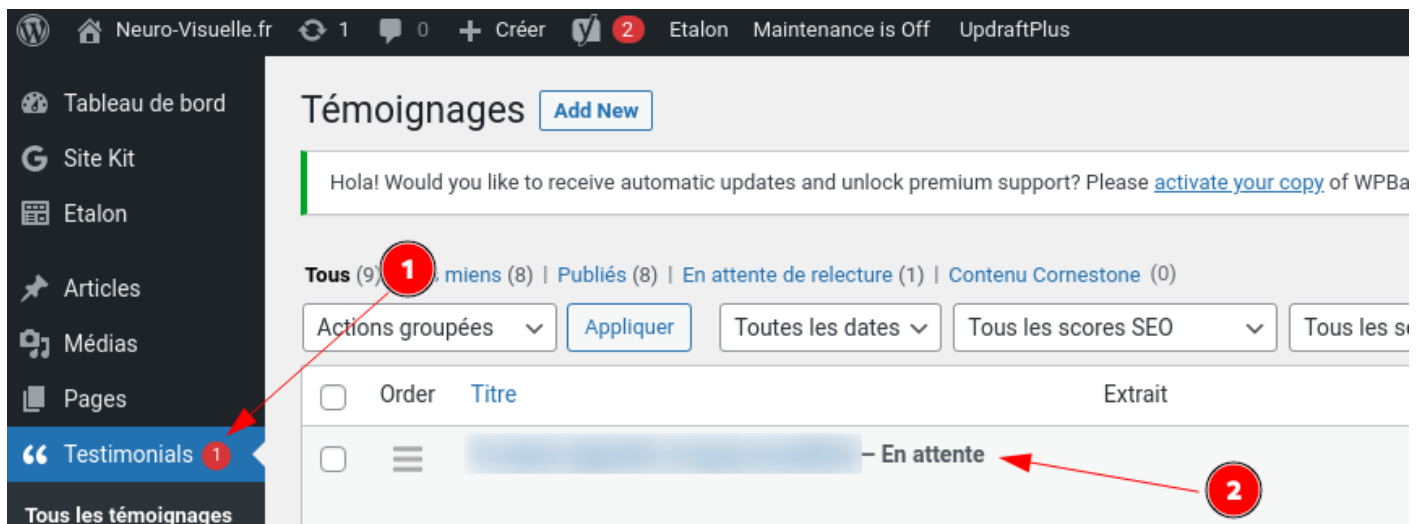 Neuro-Visuelle.fr 1 0 Créer 2 Etalon Maintenance is Off UpdraftPlus
Tableau de bord
Site Kit
Etalon
Articles
Médias
Pages
Testimonials 1
Tous les témoignages
Témoignages Add New
Hola! Would you like to receive automatic updates and unlock premium support? Please activate your copy of WPBa
Tous (9) miens (8) | Publiés (8) | En attente de relecture (1) | Contenu Cornestone (0)
1
Actions groupées Appliquer Toutes les dates Tous les scores SEO Tous les s
Order Titre Extrait
– En attente
2